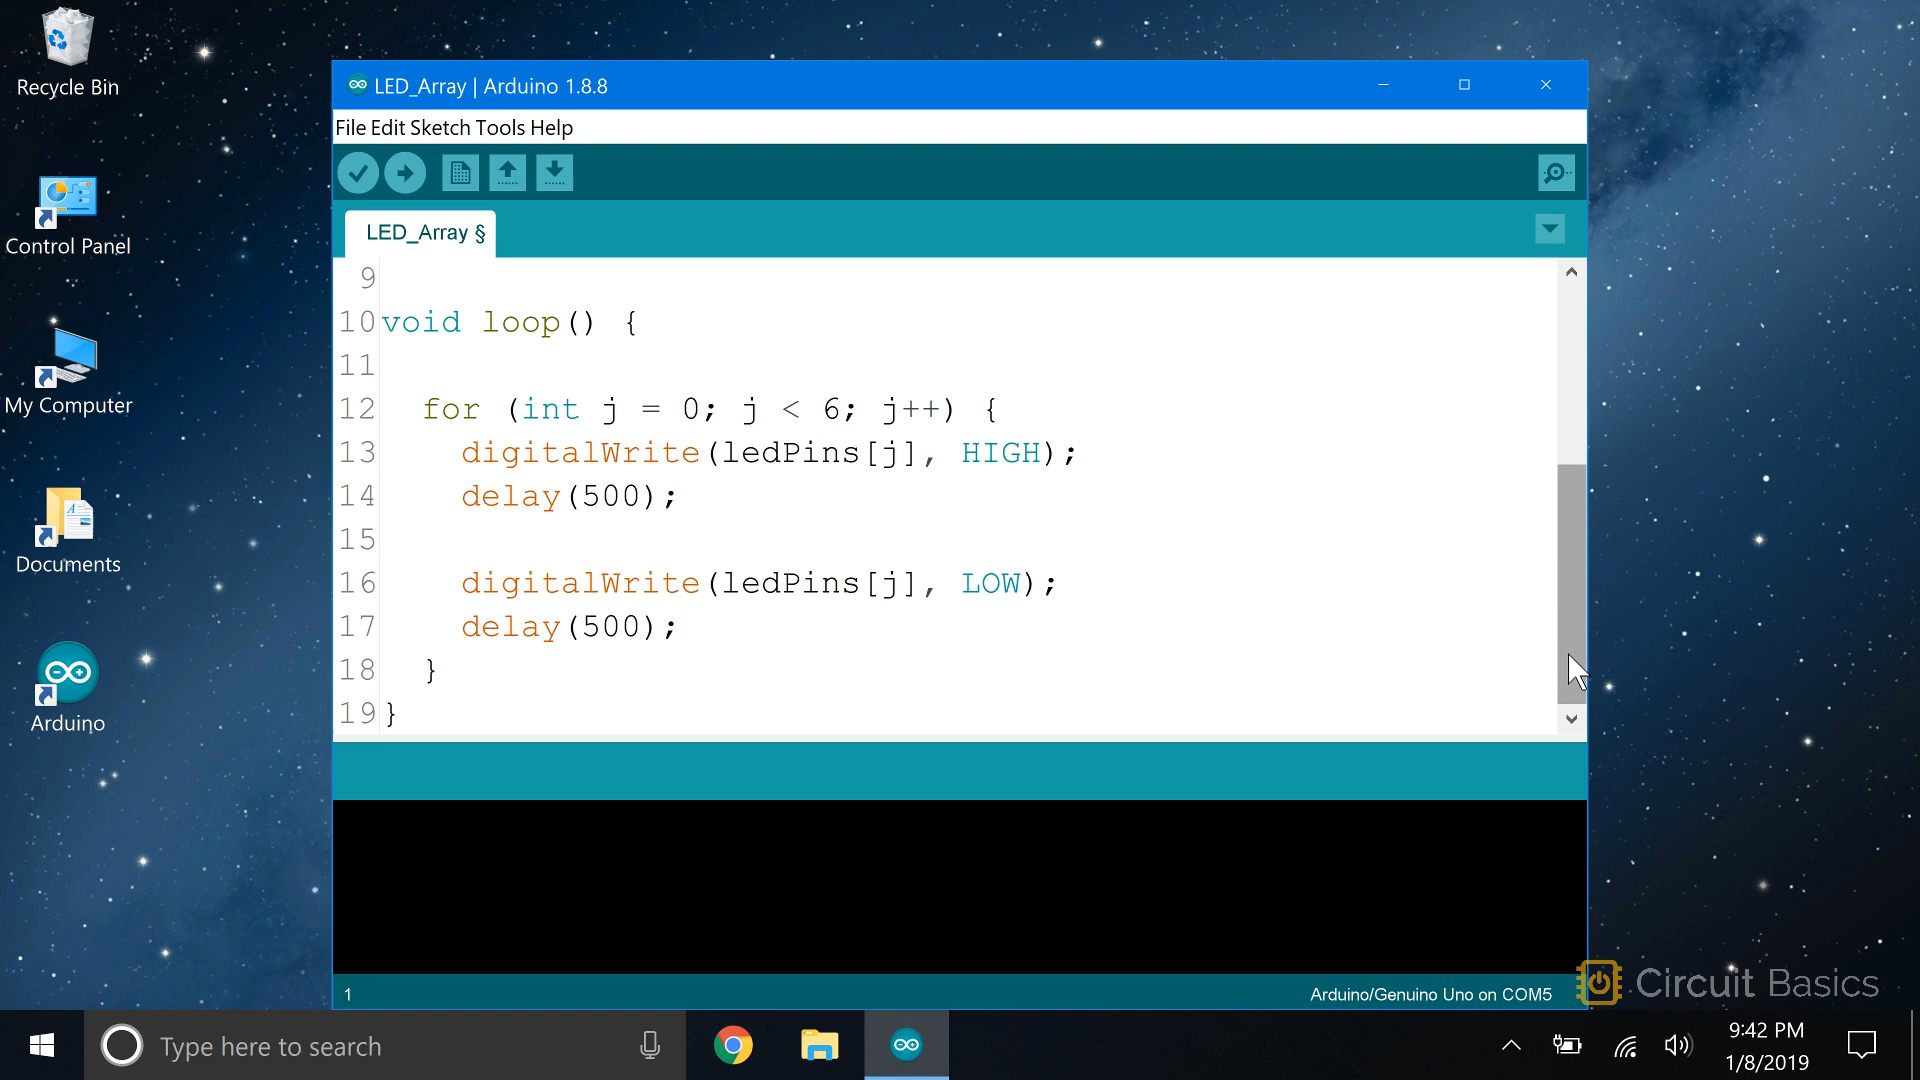 Recycle Bin
Control Panel
My Computer
Documents
Arduino
LED_Array | Arduino 1.8.8
File Edit Sketch Tools Help
LED_Array §
9
10 void loop() {
11
12 for (int j = 0; j < 6; j++) {
13 digitalWrite(ledPins[j], HIGH);
14 delay(500);
15
16 digitalWrite(ledPins[j], LOW);
17 delay(500);
18 }
19 }
1
Arduino/Genuino Uno on COM5
Circuit Basics
Type here to search
9:42 PM
1/8/2019